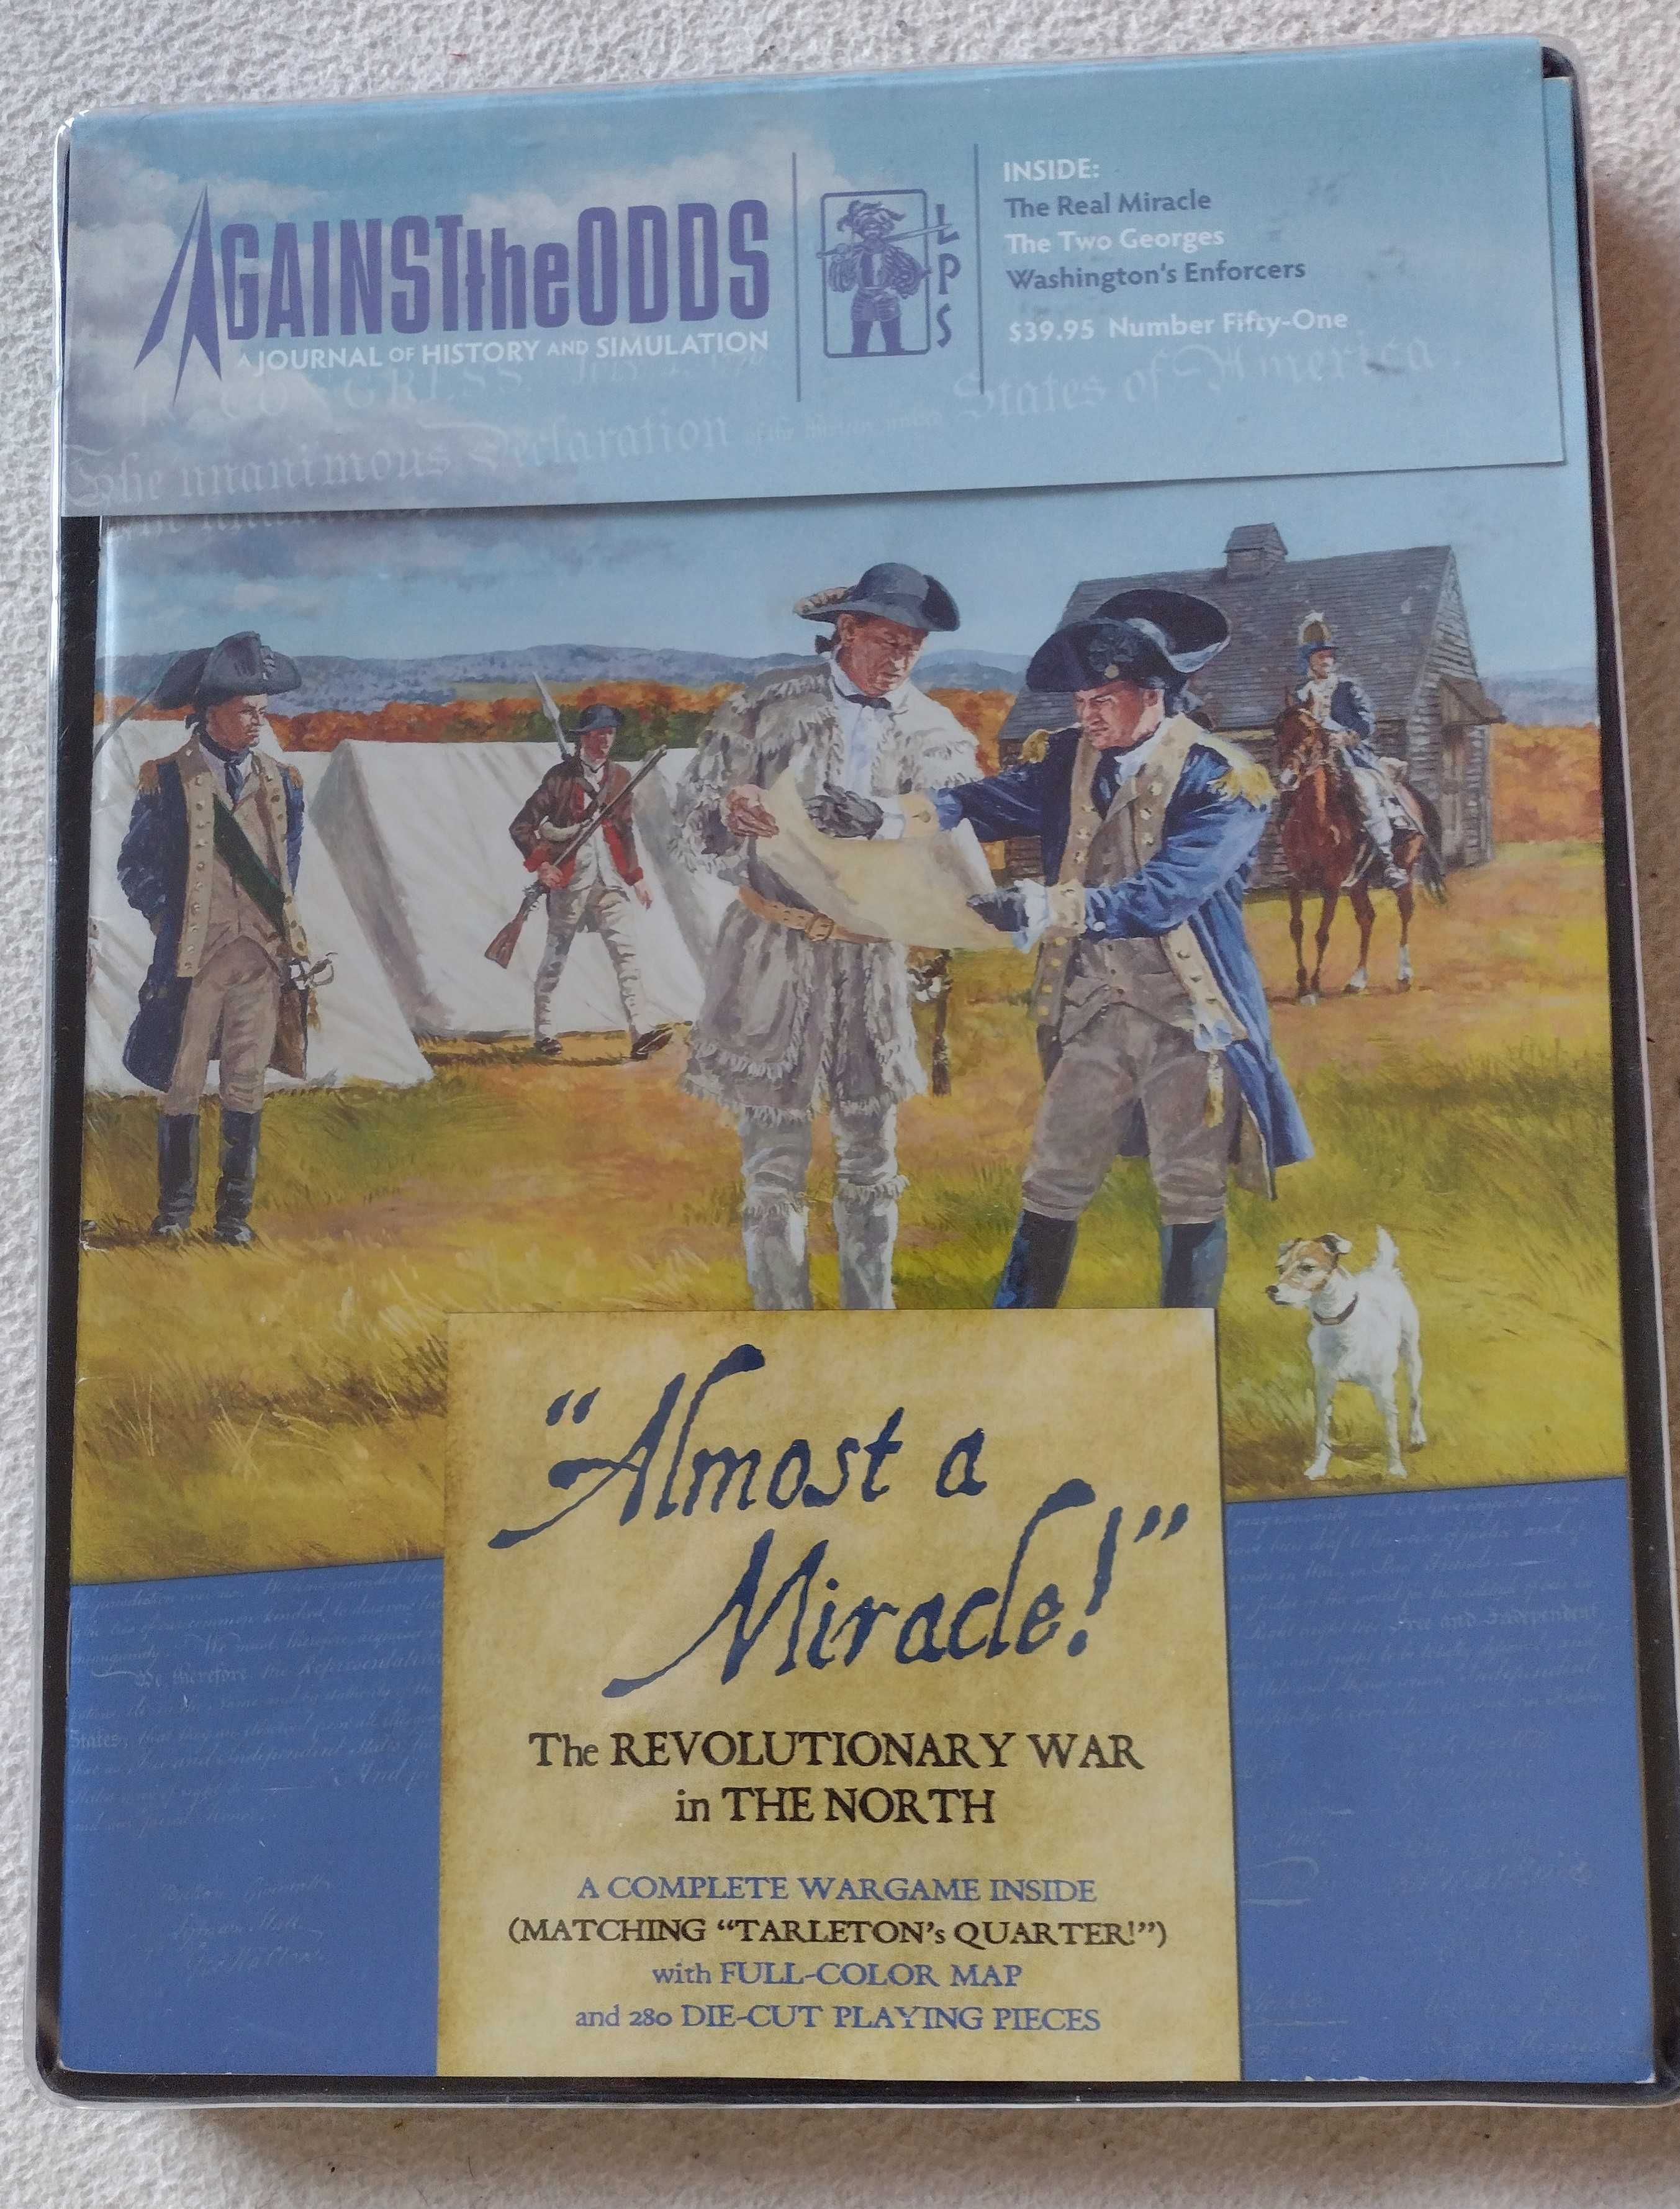 AGAINSTtheODDS
A JOURNAL OF HISTORY AND SIMULATION
LPS
INSIDE:
The Real Miracle
The Two Georges
Washington's Enforcers
$39.95 Number Fifty-One
CONGRESS
The unanimous Declaration
States of America.
"Almost a
Miracle!"
The REVOLUTIONARY WAR
in THE NORTH
A COMPLETE WARGAME INSIDE
(MATCHING "TARLETON's QUARTER!")
with FULL-COLOR MAP
and 280 DIE-CUT PLAYING PIECES